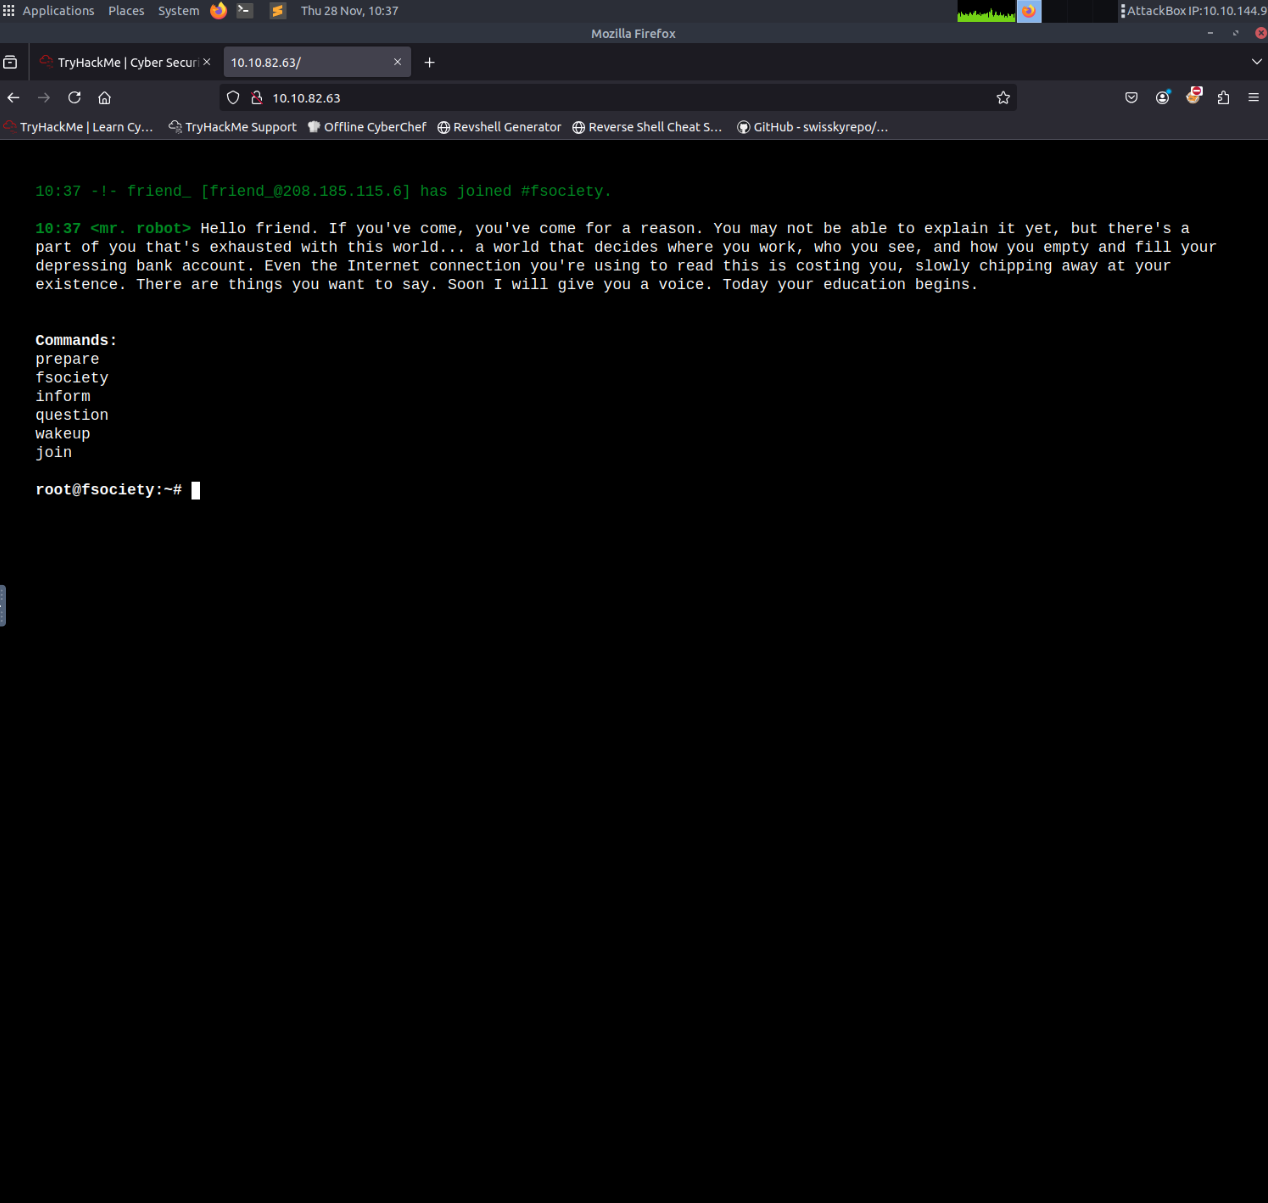 Applications Places System Thu 28 Nov, 10:37 AttackBox IP:10.10.144.9
Mozilla Firefox
TryHackMe | Cyber Securi 10.10.82.63/
10.10.82.63
TryHackMe | Learn Cy... TryHackMe Support Offline CyberChef Revshell Generator Reverse Shell Cheat S... GitHub - swisskyrepo/...
10:37 -!- friend_ [friend_@208.185.115.6] has joined #fsociety.
10:37 <mr. robot> Hello friend. If you've come, you've come for a reason. You may not be able to explain it yet, but there's a
part of you that's exhausted with this world... a world that decides where you work, who you see, and how you empty and fill your
depressing bank account. Even the Internet connection you're using to read this is costing you, slowly chipping away at your
existence. There are things you want to say. Soon I will give you a voice. Today your education begins.
Commands:
prepare
fsociety
inform
question
wakeup
join
root@fsociety:~#